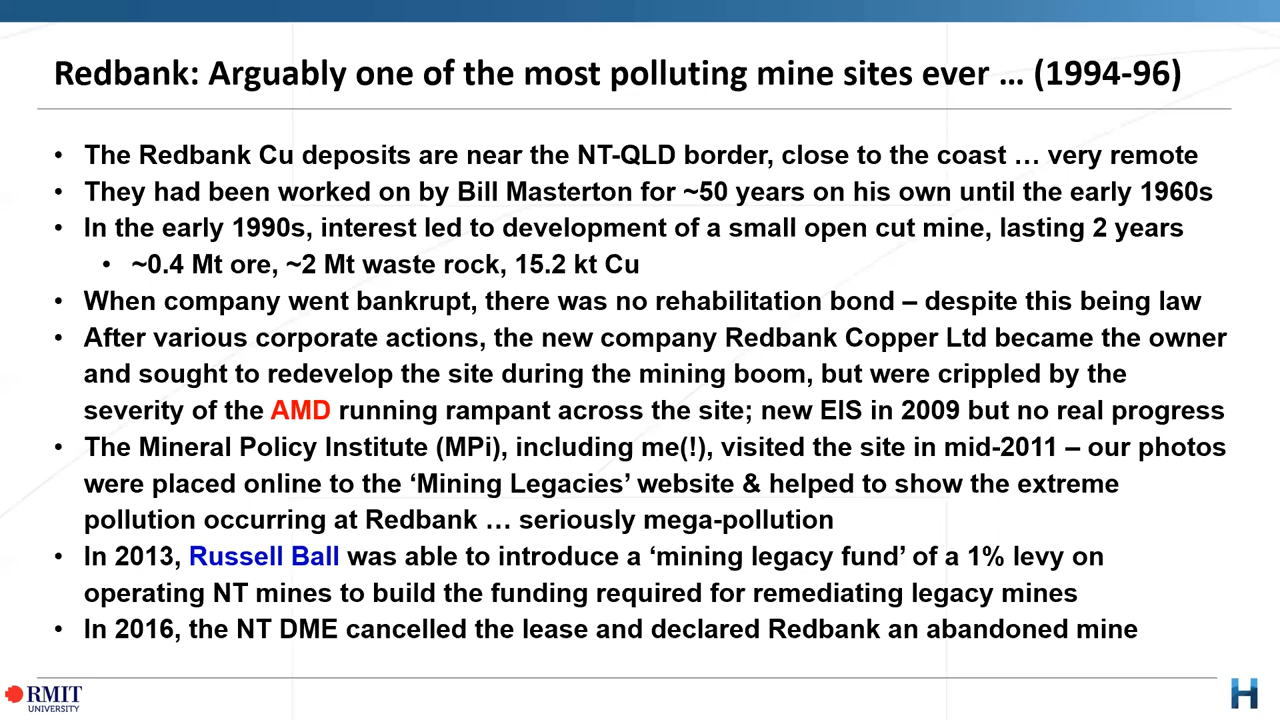 Redbank: Arguably one of the most polluting mine sites ever … (1994-96)
• The Redbank Cu deposits are near the NT-QLD border, close to the coast … very remote
• They had been worked on by Bill Masterton for ~50 years on his own until the early 1960s
• In the early 1990s, interest led to development of a small open cut mine, lasting 2 years
• ~0.4 Mt ore, ~2 Mt waste rock, 15.2 kt Cu
• When company went bankrupt, there was no rehabilitation bond – despite this being law
• After various corporate actions, the new company Redbank Copper Ltd became the owner
and sought to redevelop the site during the mining boom, but were crippled by the
severity of the AMD running rampant across the site; new EIS in 2009 but no real progress
• The Mineral Policy Institute (MPi), including me(!), visited the site in mid-2011 – our photos
were placed online to the ‘Mining Legacies’ website & helped to show the extreme
pollution occurring at Redbank … seriously mega-pollution
• In 2013, Russell Ball was able to introduce a ‘mining legacy fund’ of a 1% levy on
operating NT mines to build the funding required for remediating legacy mines
• In 2016, the NT DME cancelled the lease and declared Redbank an abandoned mine
RMIT
UNIVERSITY
H